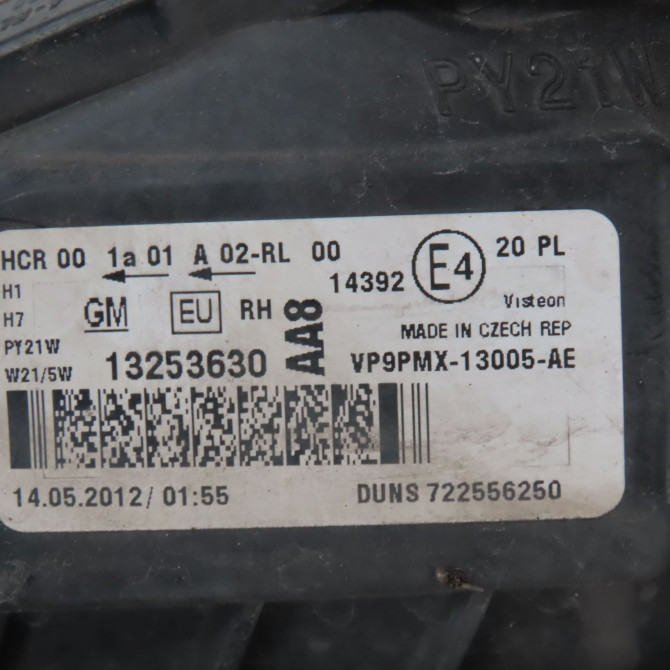 PY21W
HCR 00 1a 01 A 02-RL 00
14392 E4 20 PL
H1
H7
PY21W
W21/5W
GM EU RH AA8
Visteon
MADE IN CZECH REP
13253630 VP9PMX-13005-AE
14.05.2012/ 01:55 DUNS 722556250